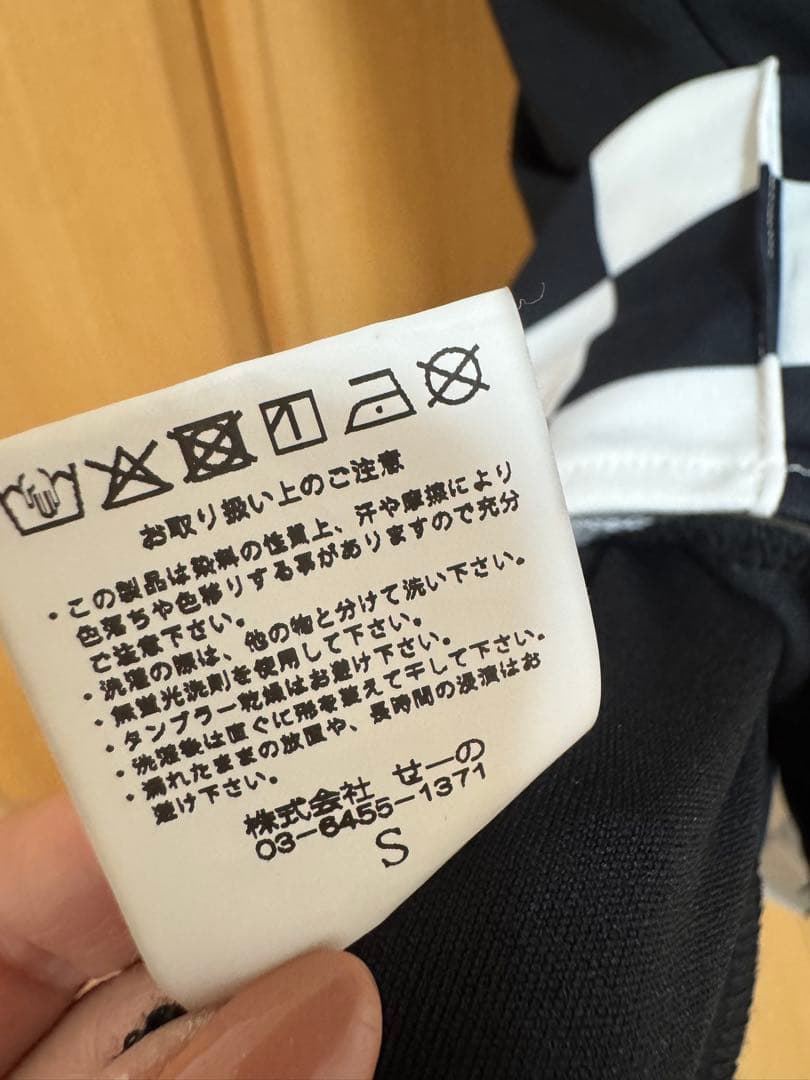 お取り扱い上のご注意
・この製品は染料の性質上、汗や摩擦により
色落ちや色移りする事がありますので充分
ご注意下さい。
・洗濯の際は、他の物と分けて洗い下さい。
・無蛍光洗剤を使用して下さい。
・タンブラー乾燥はお避け下さい。
・洗濯後は直ぐに形を整えて干して下さい。
・濡れたままの放置や、長時間の浸漬はお
避け下さい。
株式会社 せーの
03-6455-1371
S